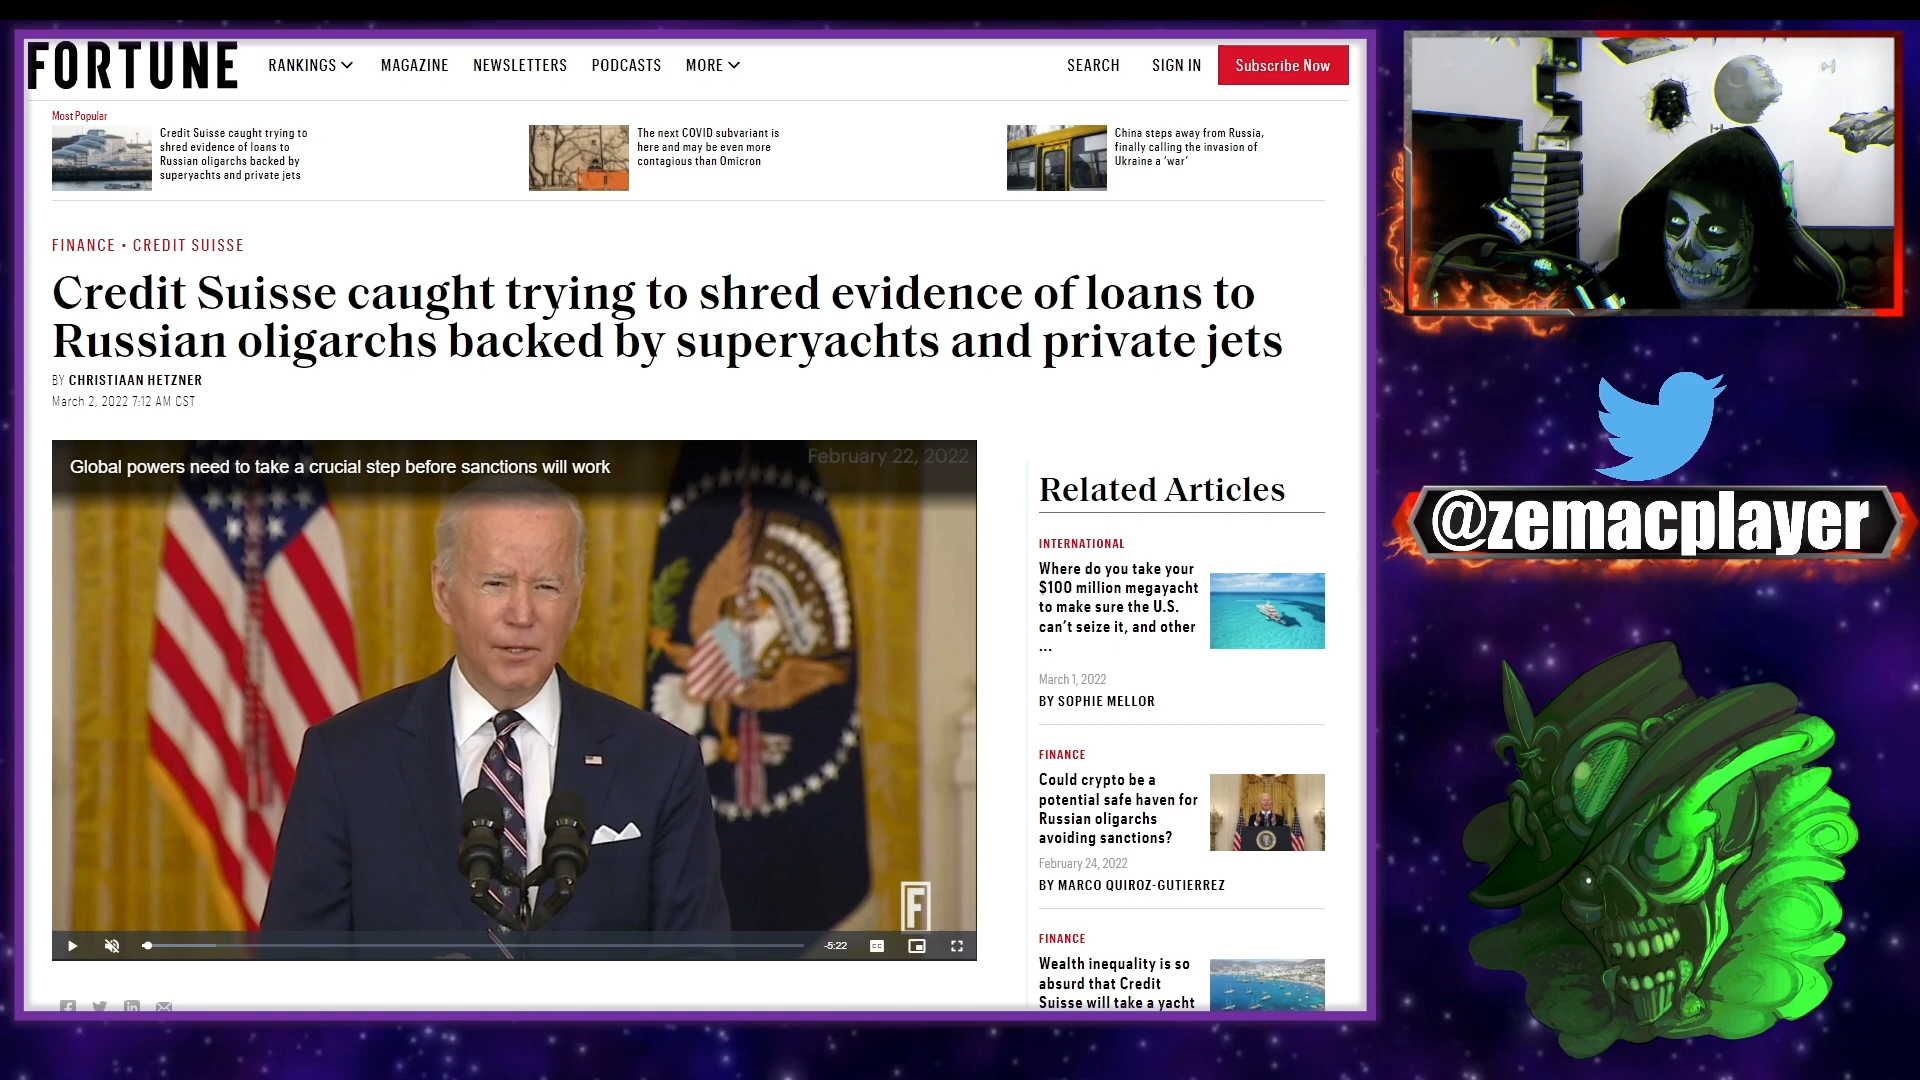 FORTUNE
RANKINGS MAGAZINE NEWSLETTERS PODCASTS MORE SEARCH SIGN IN Subscribe Now
Most Popular
Credit Suisse caught trying to
shred evidence of loans to
Russian oligarchs backed by
superyachts and private jets
The next COVID subvariant is
here and may be even more
contagious than Omicron
China steps away from Russia,
finally calling the invasion of
Ukraine a ‘war’
FINANCE • CREDIT SUISSE
Credit Suisse caught trying to shred evidence of loans to
Russian oligarchs backed by superyachts and private jets
BY CHRISTIAAN HETZNER
March 2, 2022 7:12 AM CST
Global powers need to take a crucial step before sanctions will work
February 22, 2022
F
-5:22
CC
Related Articles
INTERNATIONAL
Where do you take your
$100 million megayacht
to make sure the U.S.
can’t seize it, and other
...
March 1, 2022
BY SOPHIE MELLOR
FINANCE
Could crypto be a
potential safe haven for
Russian oligarchs
avoiding sanctions?
February 24, 2022
BY MARCO QUIROZ-GUTIERREZ
FINANCE
Wealth inequality is so
absurd that Credit
Suisse will take a yacht
@zemacplayer